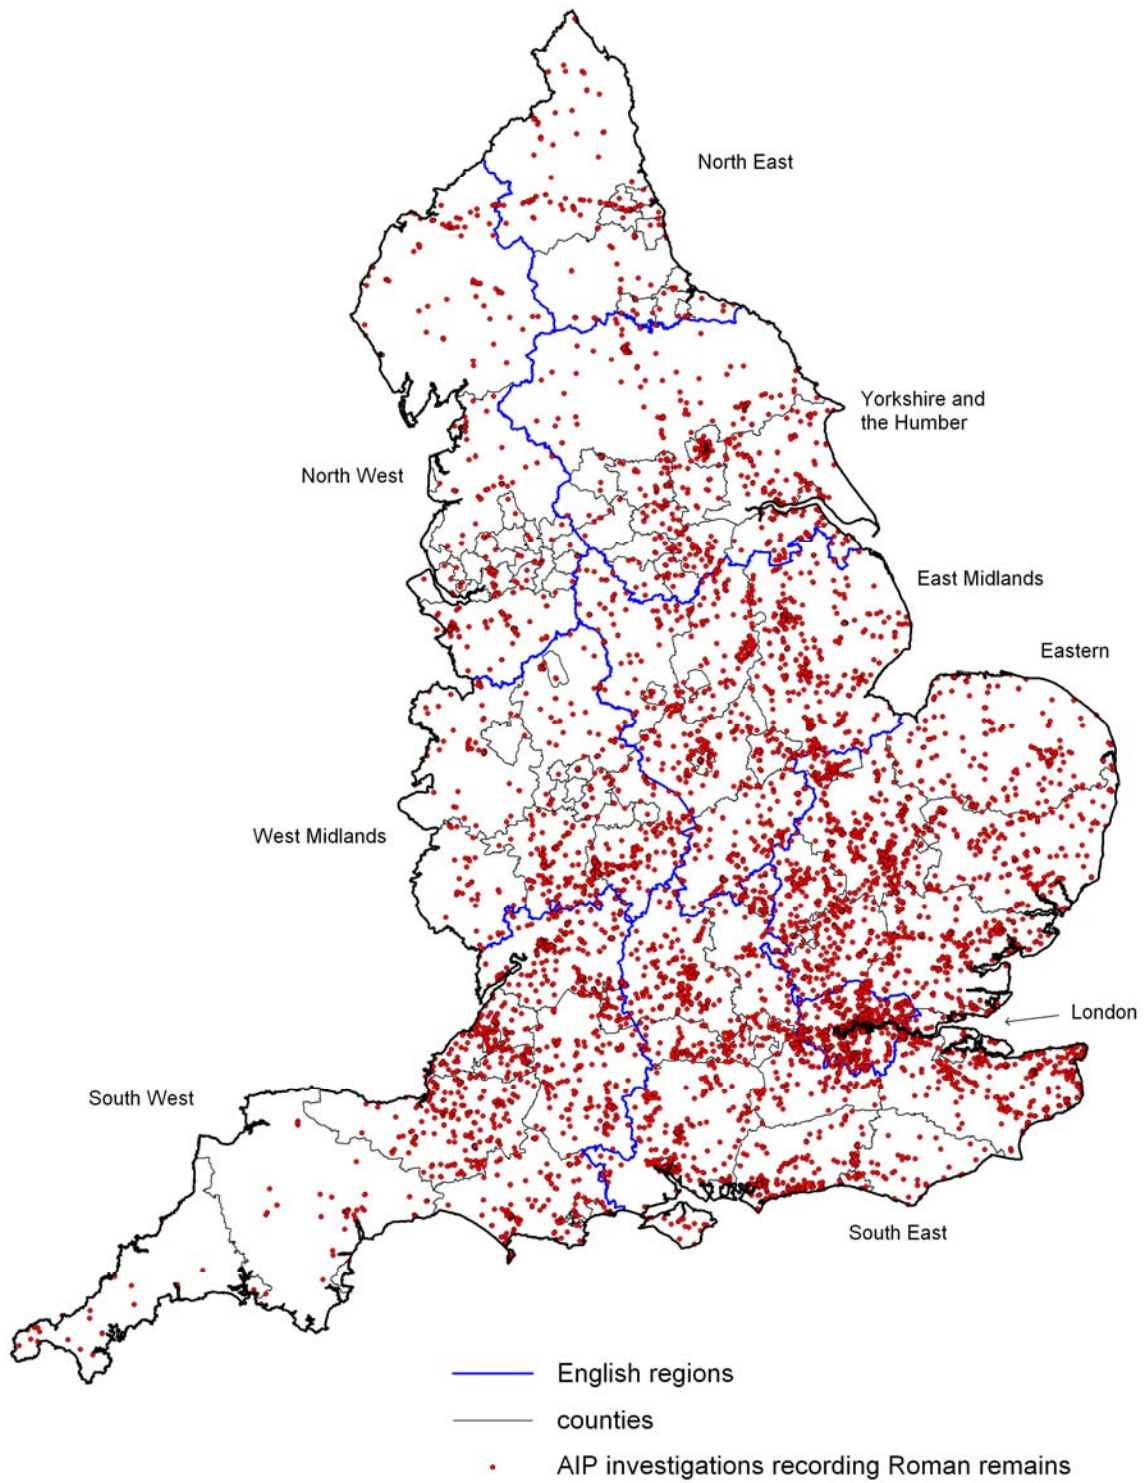 North East
Yorkshire and
the Humber
North West
East Midlands
Eastern
West Midlands
London
South West
South East
English regions
counties
AIP investigations recording Roman remains